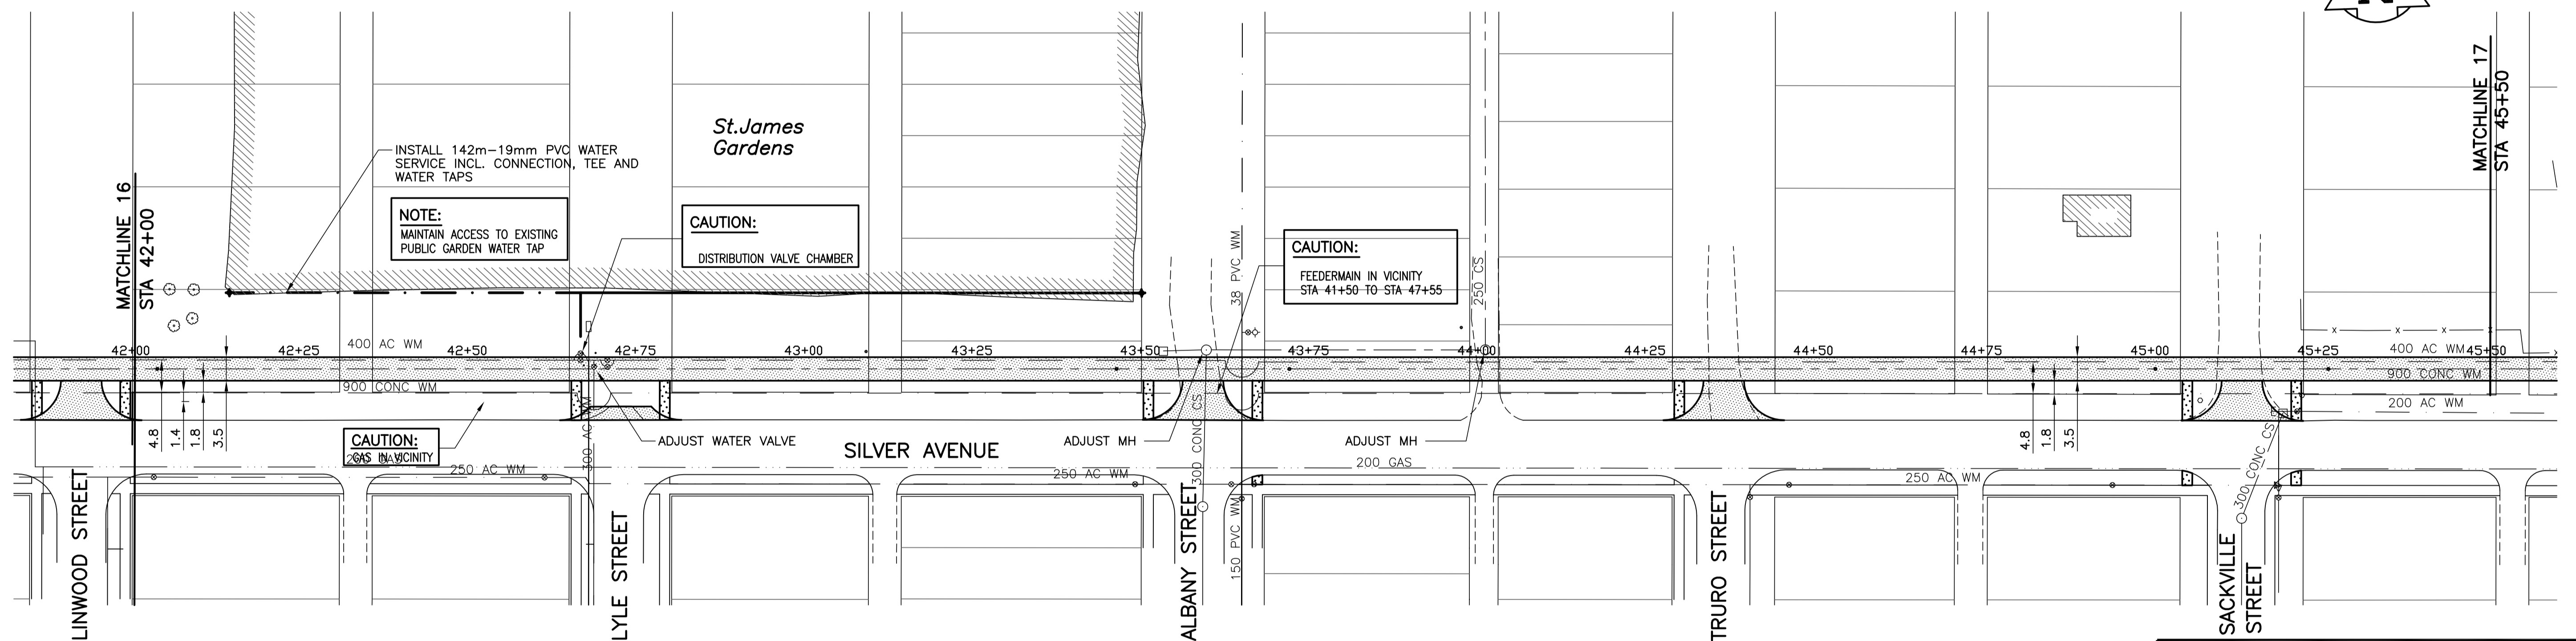 St.James
Gardens
INSTALL 142m-19mm PVC WATER
SERVICE INCL. CONNECTION, TEE AND
WATER TAPS
NOTE:
MAINTAIN ACCESS TO EXISTING
PUBLIC GARDEN WATER TAP
CAUTION:
DISTRIBUTION VALVE CHAMBER
CAUTION:
FEEDERMAIN IN VICINITY
STA 41+50 TO STA 47+55
MATCHLINE 16
STA 42+00
MATCHLINE 17
STA 45+50
38 PVC WM
250 CS
42+00
42+25
400 AC WM
42+50
42+75
43+00
43+25
43+50
43+75
44+00
44+25
44+50
44+75
45+00
45+25
400 AC WM
45+50
900 CONC WM
900 CONC WM
200 AC WM
4.8
1.4
1.8
3.5
4.8
1.8
3.5
CAUTION:
GAS IN VICINITY
200 GAS
250 AC WM
300 AC WM
ADJUST WATER VALVE
SILVER AVENUE
ADJUST MH
300 CONC CS
ADJUST MH
200 GAS
250 AC WM
250 AC WM
300 CONC CS
150 PVC WM
LINWOOD STREET
LYLE STREET
ALBANY STREET
TRURO STREET
SACKVILLE
STREET